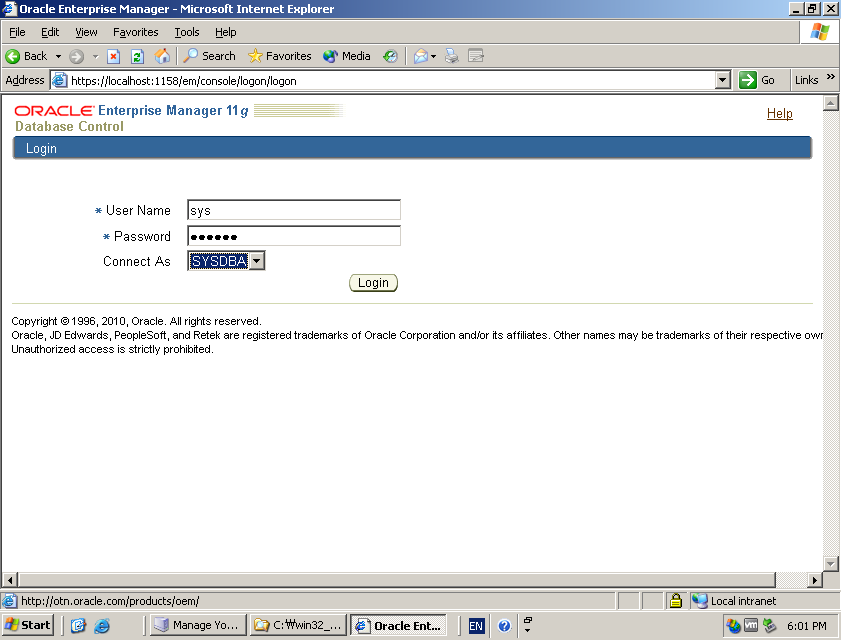 Oracle Enterprise Manager - Microsoft Internet Explorer
File Edit View Favorites Tools Help
Back Search Favorites Media
Address https://localhost:1158/em/console/logon/logon Go Links »
ORACLE Enterprise Manager 11g
Database Control
Help
Login
* User Name sys
* Password ●●●●●●
Connect As SYSDBA
Login
Copyright © 1996, 2010, Oracle. All rights reserved.
Oracle, JD Edwards, PeopleSoft, and Retek are registered trademarks of Oracle Corporation and/or its affiliates. Other names may be trademarks of their respective owr
Unauthorized access is strictly prohibited.
http://otn.oracle.com/products/oem/ Local intranet
Start Manage Yo... C:₩win32_... Oracle Ent... EN 6:01 PM